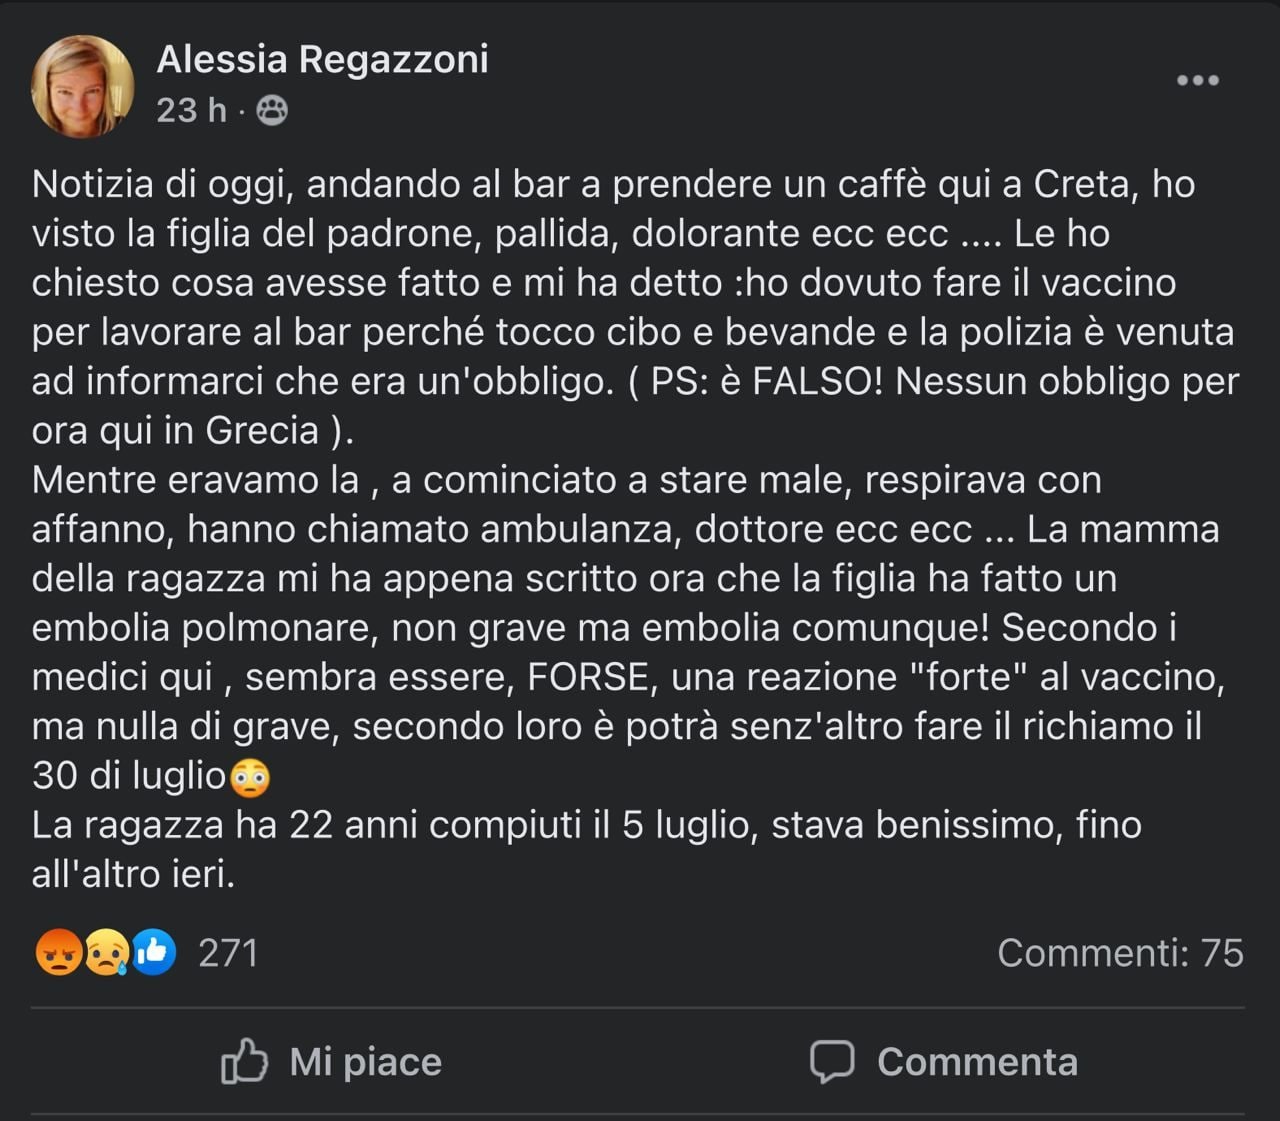 Alessia Regazzoni
23 h ·
Notizia di oggi, andando al bar a prendere un caffè qui a Creta, ho
visto la figlia del padrone, pallida, dolorante ecc ecc .... Le ho
chiesto cosa avesse fatto e mi ha detto :ho dovuto fare il vaccino
per lavorare al bar perché tocco cibo e bevande e la polizia è venuta
ad informarci che era un'obbligo. ( PS: è FALSO! Nessun obbligo per
ora qui in Grecia ).
Mentre eravamo la , a cominciato a stare male, respirava con
affanno, hanno chiamato ambulanza, dottore ecc ecc ... La mamma
della ragazza mi ha appena scritto ora che la figlia ha fatto un
embolia polmonare, non grave ma embolia comunque! Secondo i
medici qui , sembra essere, FORSE, una reazione "forte" al vaccino,
ma nulla di grave, secondo loro è potrà senz'altro fare il richiamo il
30 di luglio😳
La ragazza ha 22 anni compiuti il 5 luglio, stava benissimo, fino
all'altro ieri.
271
Commenti: 75
Mi piace
Commenta